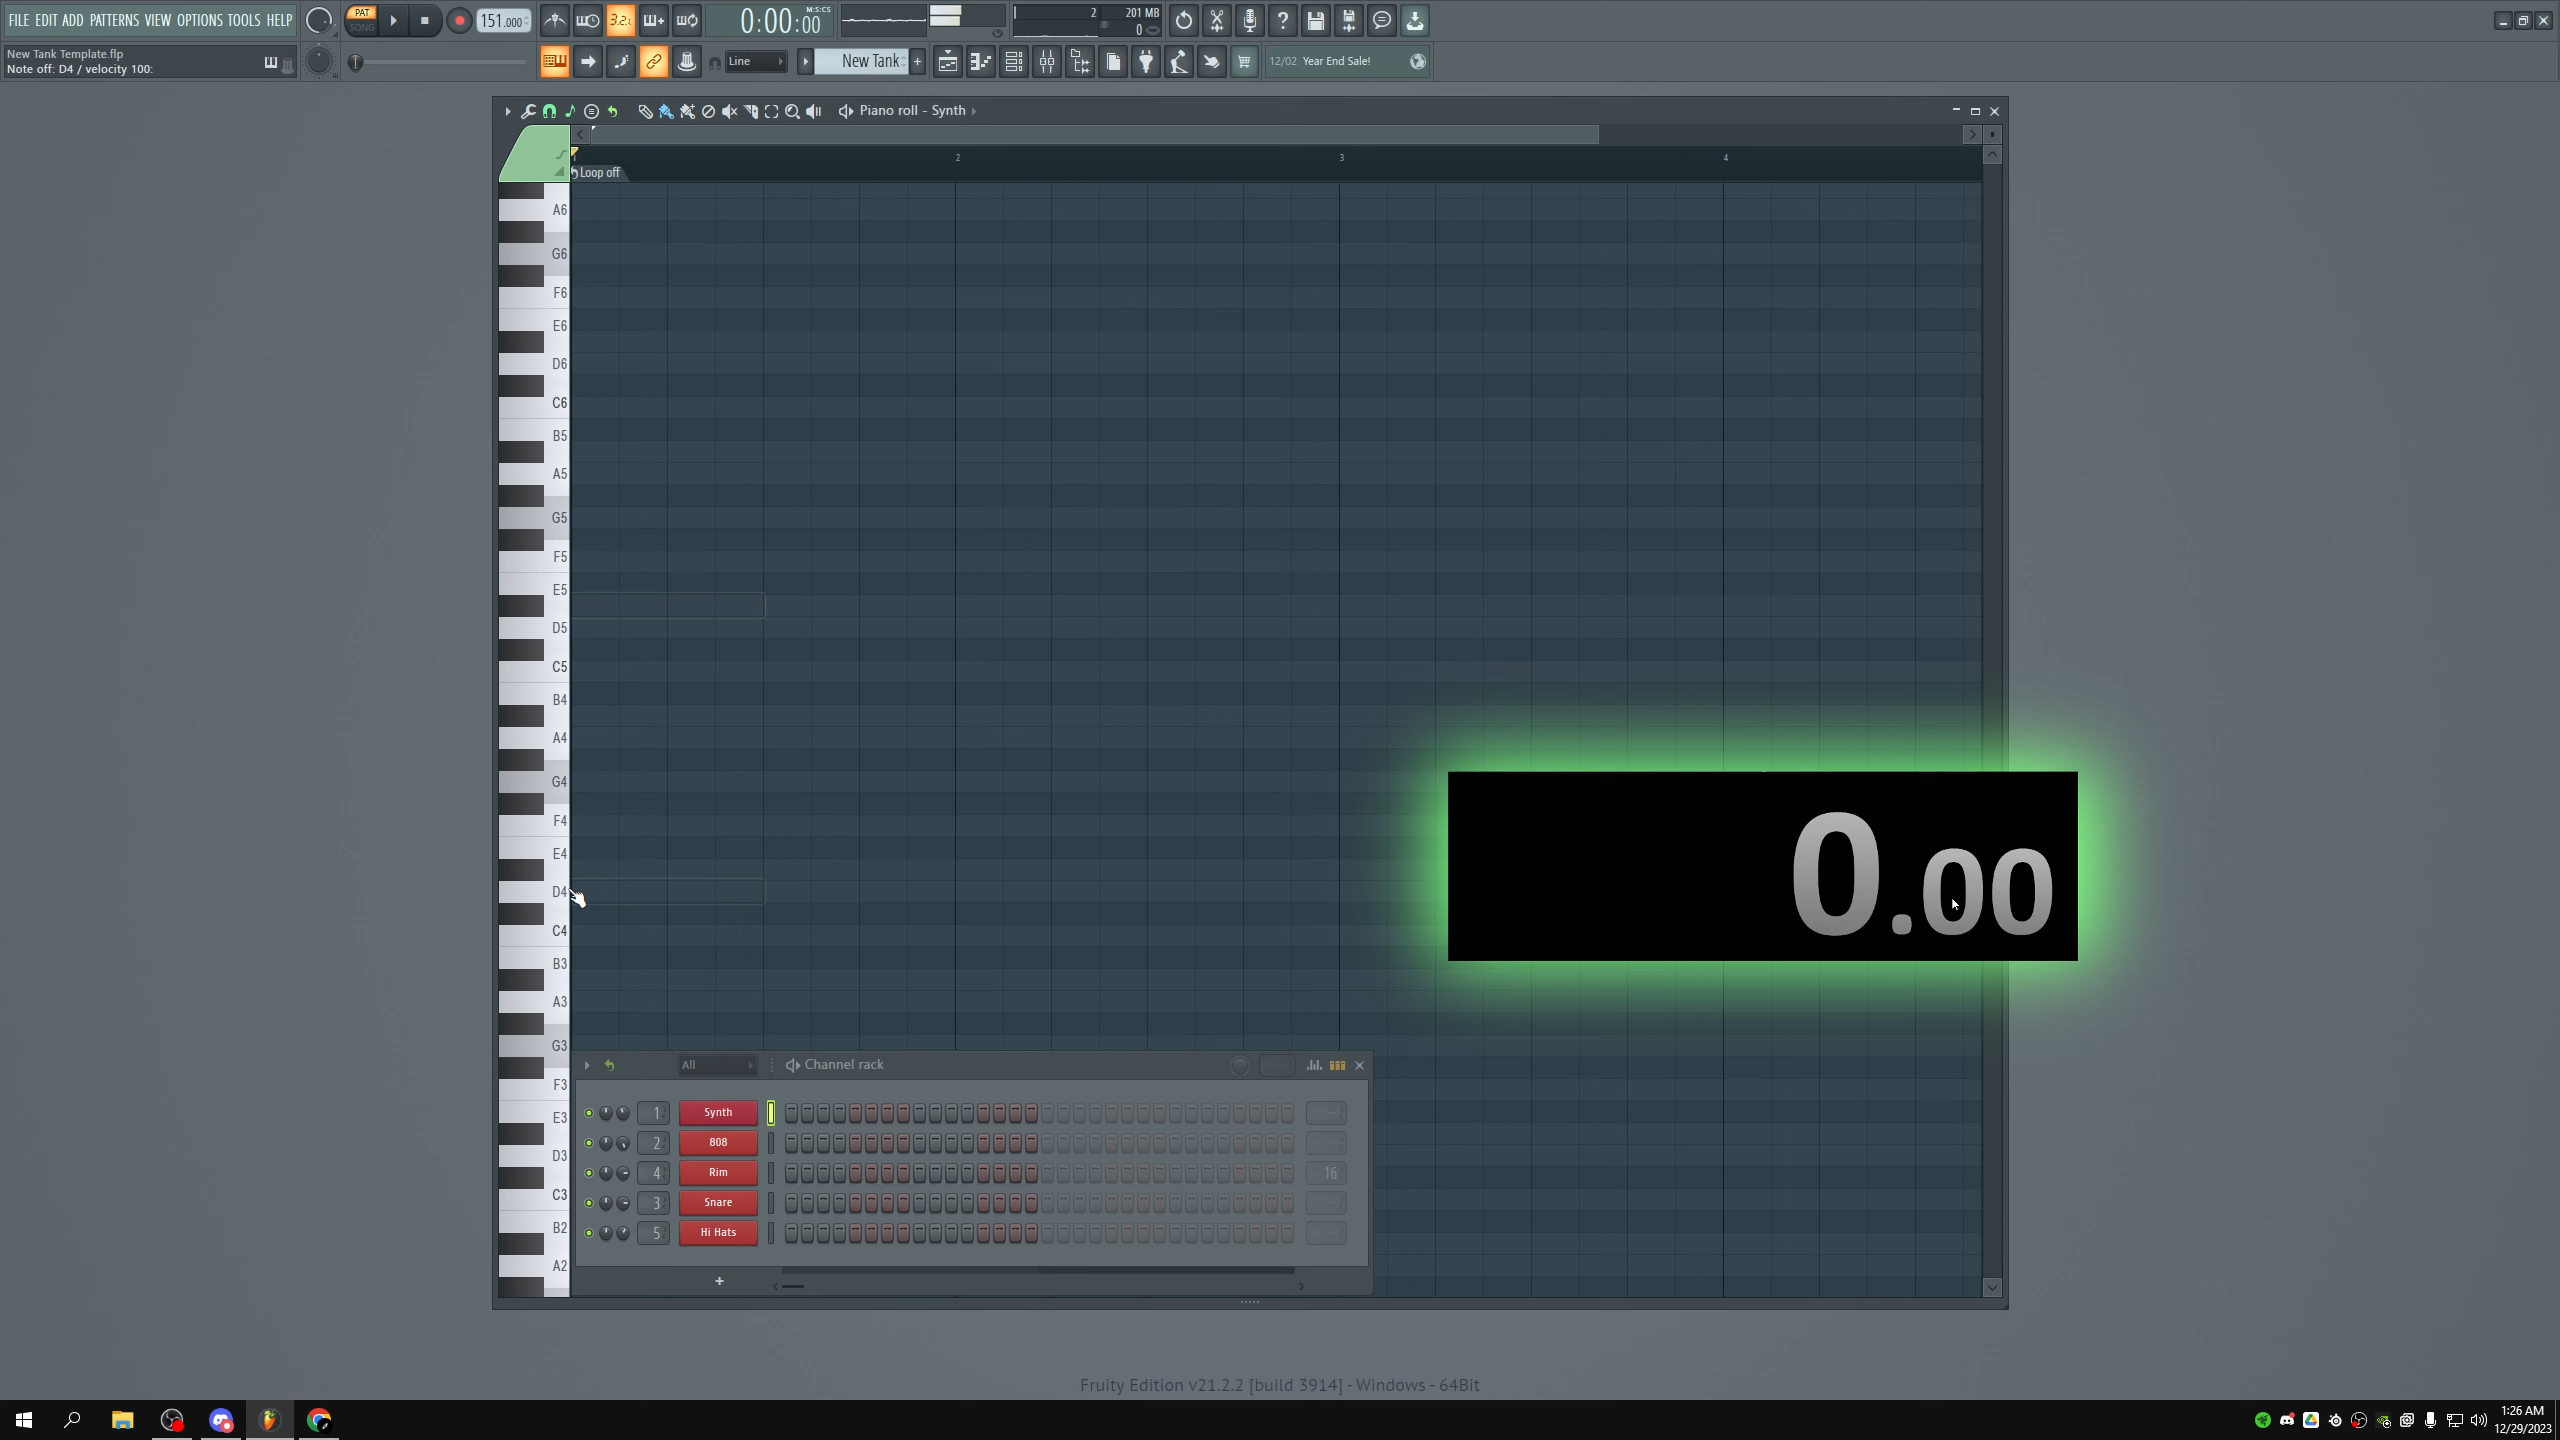 FILE EDIT ADD PATTERNS VIEW OPTIONS TOOLS HELP
PAT
SONG
151.000
3.2.
0:00:00
M:S:CS
2
201 MB
0
New Tank Template.flp
Note off: D4 / velocity 100:
Line
New Tank
12/02 Year End Sale!
Piano roll - Synth
1
2
3
4
Loop off
A6
G6
F6
E6
D6
C6
B5
A5
G5
F5
E5
D5
C5
B4
A4
G4
F4
E4
D4
C4
B3
A3
G3
F3
E3
D3
C3
B2
A2
0.00
All
Channel rack
1 Synth
2 808
4 Rim 16
3 Snare
5 Hi Hats
+
Fruity Edition v21.2.2 [build 3914] - Windows - 64Bit
1:26 AM
12/29/2023